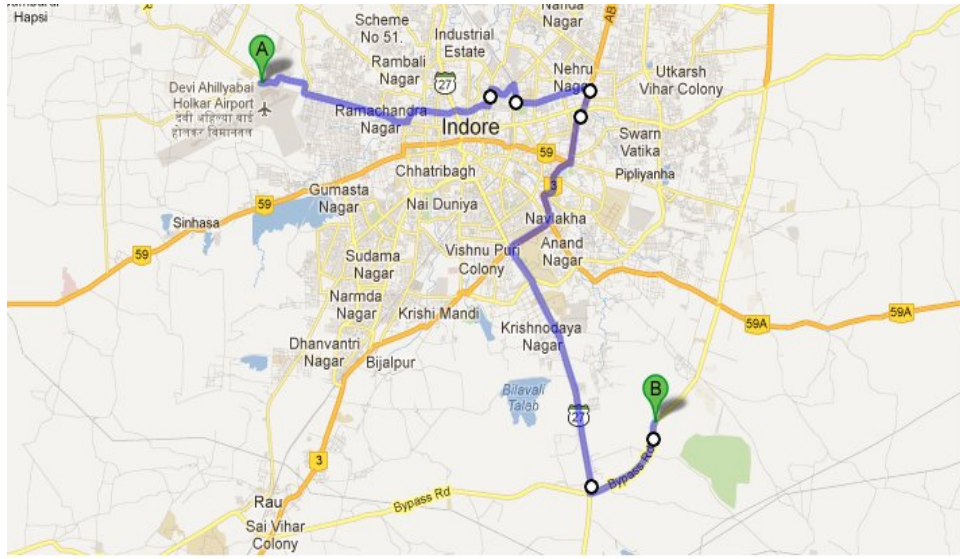 Hapsi
Scheme
No 51.
Industrial
Estate
Nanda
Nagar
AB
A
Rambali
Nagar
27
Nehru
Nagar
Utkarsh
Vihar Colony
Devi Ahillyabai
Holkar Airport
देवी अहिल्या बाई
होलकर विमानतल
Ramachandra
Nagar
Indore
Swarn
Vatika
59
Chhatribagh
Pipliyanha
3
Gumasta
Nagar
59
Nai Duniya
Navlakha
Sinhasa
59
Vishnu Puri
Colony
Anand
Nagar
Sudama
Nagar
Narmda
Nagar
Krishi Mandi
Krishnodaya
Nagar
59A
59A
Dhanvantri
Nagar
Bijalpur
Bilavali
Talab
B
27
3
Bypass Rd
Bypass Rd
Rau
Sai Vihar
Colony